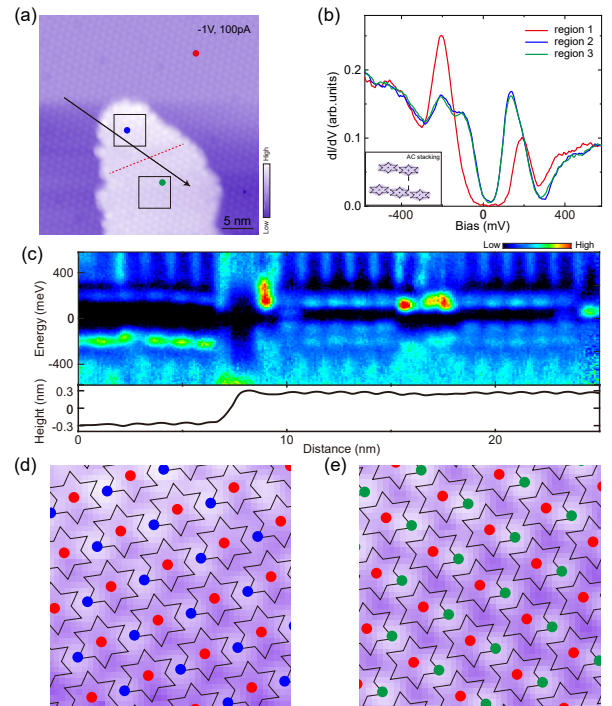 (a)
-1V, 100pA
High
Low
5 nm
(b)
region 1
region 2
region 3
0.2
0.1
0.0
dI/dV (arb.units)
AC stacking
-400
0
400
Bias (mV)
(c)
Low
High
400
0
-400
Energy (meV)
0.3
0
-0.3
Height (nm)
0
10
20
Distance (nm)
(d)
(e)